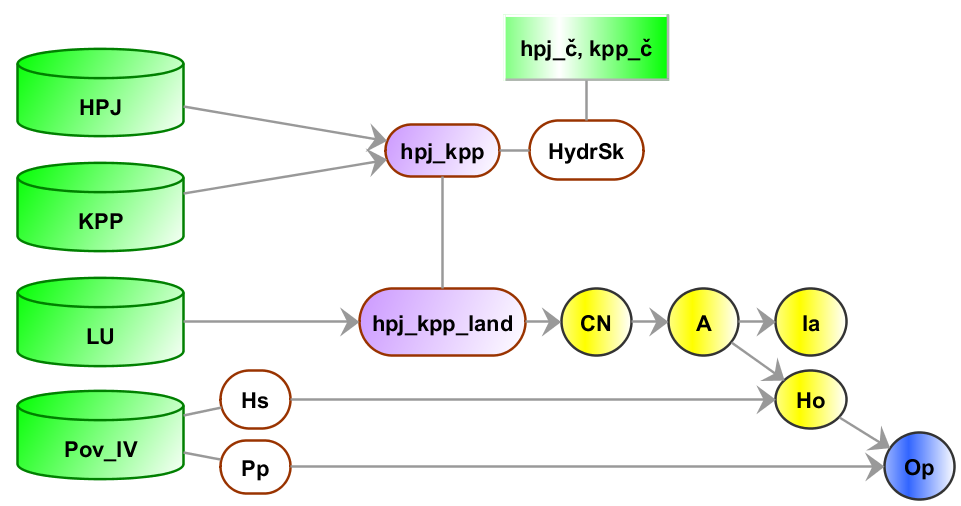 hpj_č, kpp_č
HPJ
hpj_kpp
HydrSk
KPP
LU
hpj_kpp_land
CN
A
Ia
Pov_IV
Hs
Ho
Pp
Op